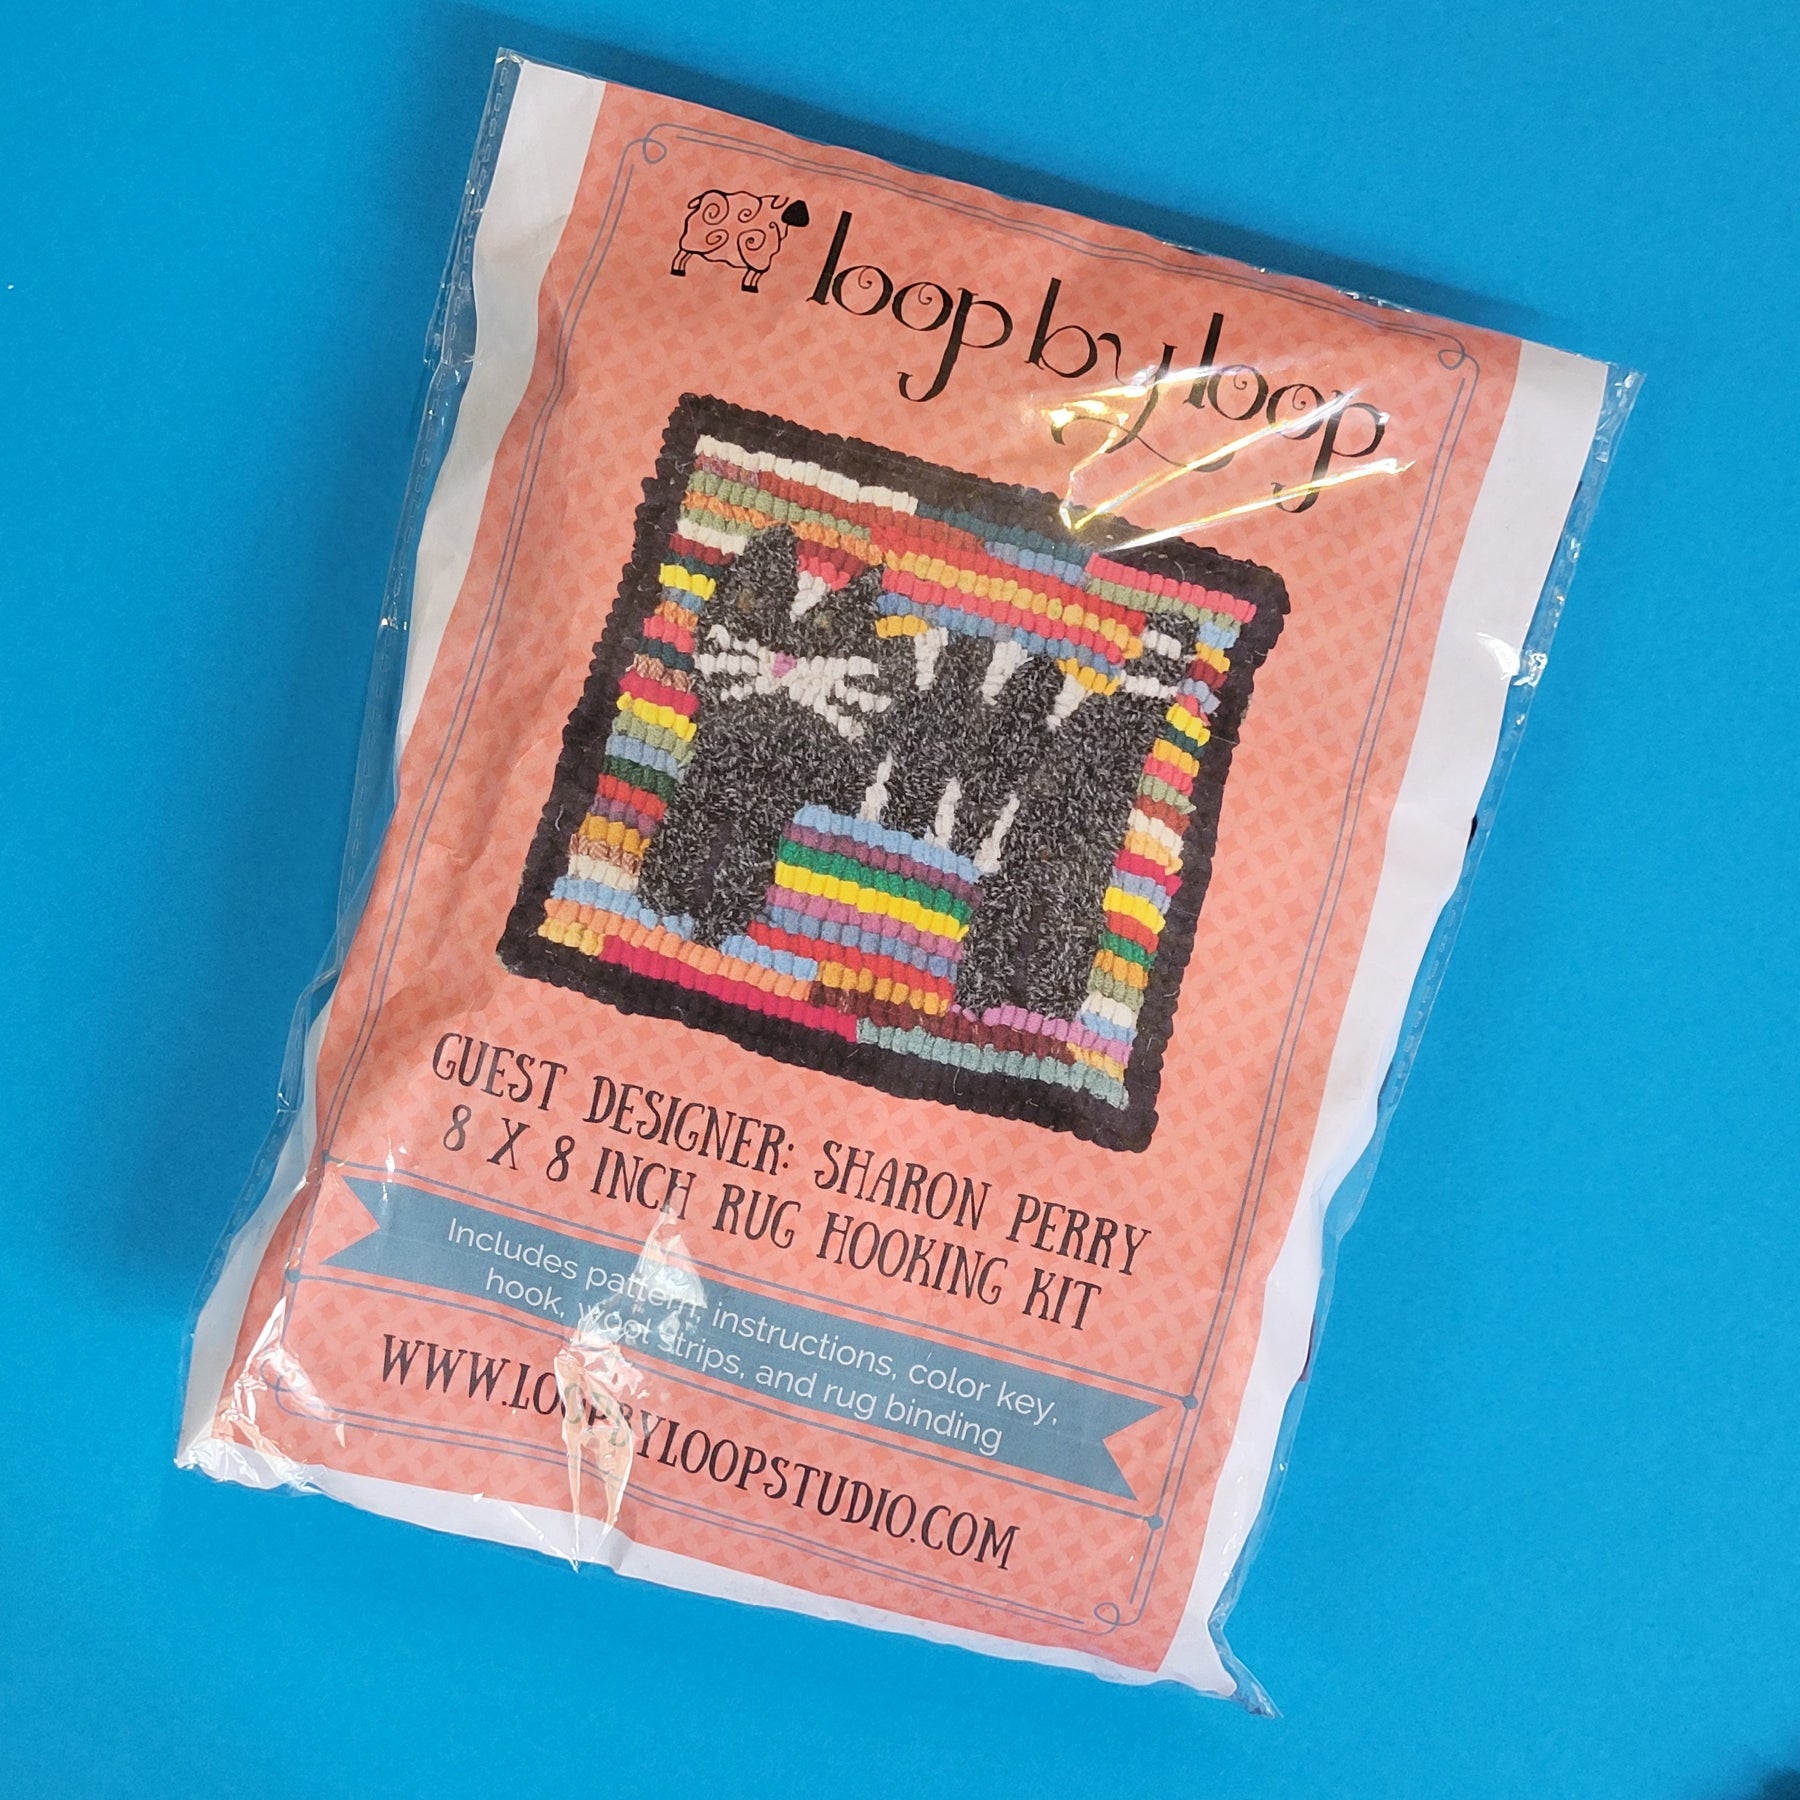 loop by loop
GUEST DESIGNER: SHARON PERRY
8 X 8 INCH RUG HOOKING KIT
Includes pattern, instructions, color key,
hook, wool strips, and rug binding
WWW.LOOPBYLOOPSTUDIO.COM